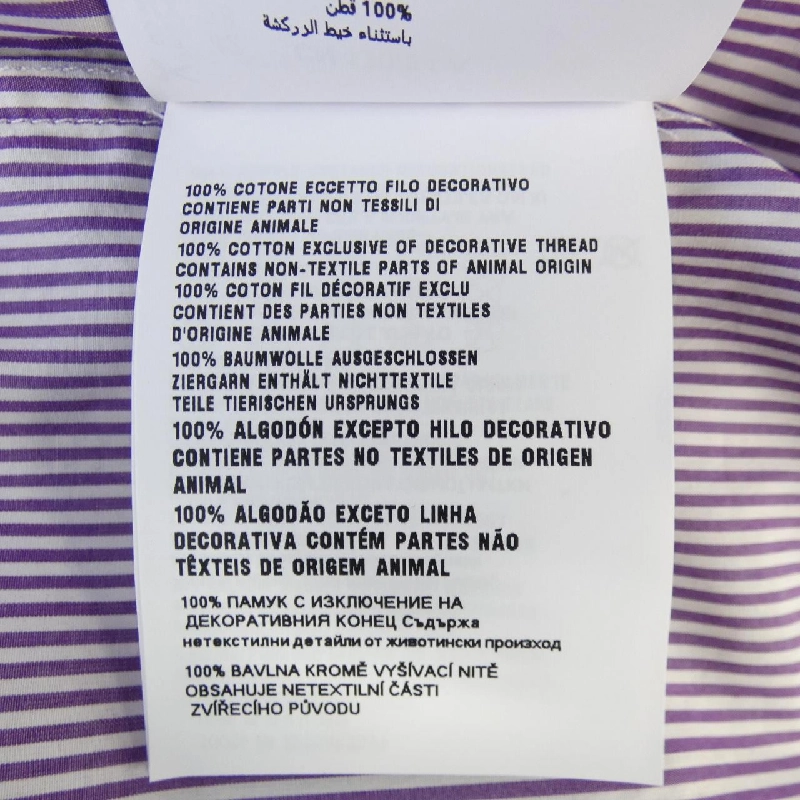 100% قطن
باستثناء خيط الزركشة
100% COTONE ECCETTO FILO DECORATIVO
CONTIENE PARTI NON TESSILI DI
ORIGINE ANIMALE
100% COTTON EXCLUSIVE OF DECORATIVE THREAD
CONTAINS NON-TEXTILE PARTS OF ANIMAL ORIGIN
100% COTON FIL DÉCORATIF EXCLU
CONTIENT DES PARTIES NON TEXTILES
D'ORIGINE ANIMALE
100% BAUMWOLLE AUSGESCHLOSSEN
ZIERGARN ENTHÄLT NICHTTEXTILE
TEILE TIERISCHEN URSPRUNGS
100% ALGODÓN EXCEPTO HILO DECORATIVO
CONTIENE PARTES NO TEXTILES DE ORIGEN
ANIMAL
100% ALGODÃO EXCETO LINHA
DECORATIVA CONTÉM PARTES NÃO
TÊXTEIS DE ORIGEM ANIMAL
100% ПАМУК С ИЗКЛЮЧЕНИЕ НА
ДЕКОРАТИВНИЯ КОНЕЦ Съдържа
нетекстилни детайли от животински произход
100% BAVLNA KROMĚ VYŠÍVACÍ NITĚ
OBSAHUJE NETEXTILNÍ ČÁSTI
ZVÍŘECÍHO PŮVODU